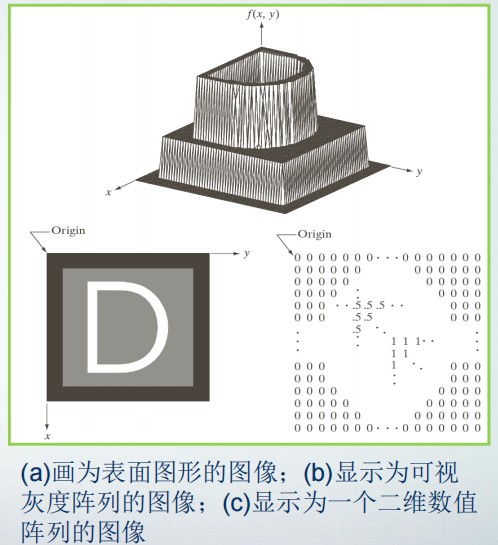 f(x, y)
y
x
Origin
y
x
Origin
0 0 0 0 0 0 0 · · · 0 0 0 0 0 0 0
0 0 0 0 0 0 0 0 0 0 0 0
0 0 0 0 0 0 0 0 0 0
0 0 0 0 0 0 0 0
0 0 0 · · .5 .5 .5 · · 0 0 0
0 0 0 .5 .5 0 0 0
.5
1 1 1 · ·
1 1
0 0 0 1 0 0 0
0 0 0 0 0 0
0 0 0 0 0 0 0 0
0 0 0 0 0 0 0 0 0 0
0 0 0 0 0 0 0 0 0 0 0 0
0 0 0 0 0 0 0 · · · 0 0 0 0 0 0 0
D
(a)画为表面图形的图像；(b)显示为可视
灰度阵列的图像；(c)显示为一个二维数值
阵列的图像